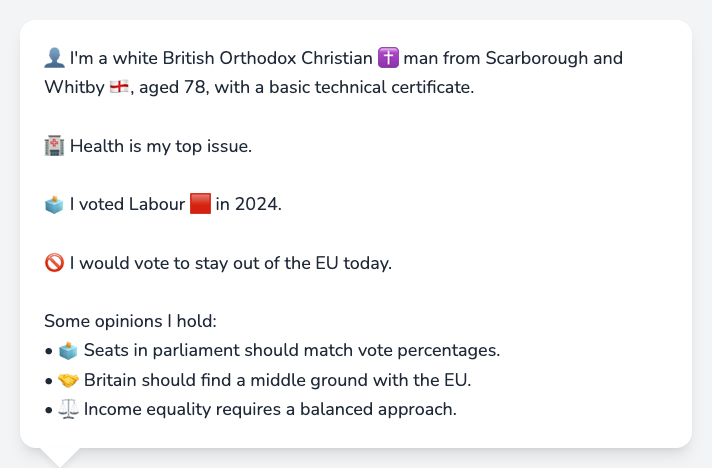 👤 I'm a white British Orthodox Christian ✝️ man from Scarborough and
Whitby 🏴󠁧󠁢󠁥󠁮󠁧󠁿, aged 78, with a basic technical certificate.
🏥 Health is my top issue.
🗳️ I voted Labour 🟥 in 2024.
🚫 I would vote to stay out of the EU today.
Some opinions I hold:
• 🗳️ Seats in parliament should match vote percentages.
• 🤝 Britain should find a middle ground with the EU.
• ⚖️ Income equality requires a balanced approach.